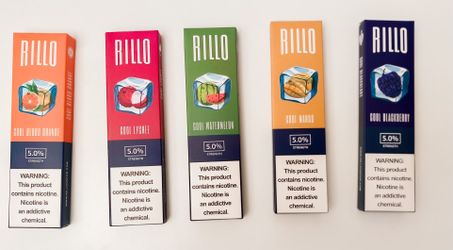 RILLO
COOL BLOOD ORANGE
5.0%
STRENGTH
WARNING:
This product
contains nicotine.
Nicotine is
an addictive
chemical.
RILLO
COOL LYCHEE
5.0%
STRENGTH
WARNING:
This product
contains nicotine.
Nicotine is
an addictive
chemical.
RILLO
COOL WATERMELON
5.0%
STRENGTH
WARNING:
This product
contains nicotine.
Nicotine is
an addictive
chemical.
RILLO
COOL MANGO
5.0%
STRENGTH
WARNING:
This product
contains nicotine.
Nicotine is
an addictive
chemical.
RILLO
COOL BLACKBERRY
5.0%
STRENGTH
WARNING:
This product
contains nicotine.
Nicotine is
an addictive
chemical.